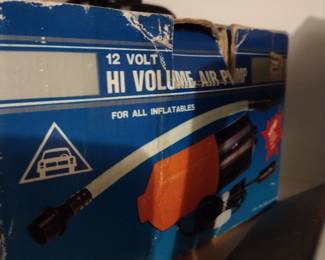 12 VOLT
HI VOLUME AIR PUMP
FOR ALL INFLATABLES